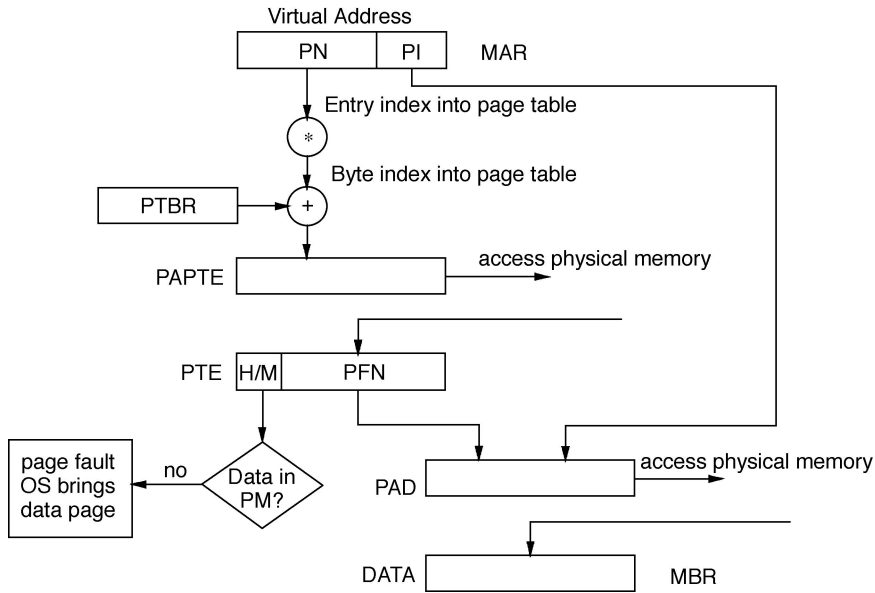 Virtual Address
PN PI MAR
Entry index into page table
*
Byte index into page table
PTBR +
access physical memory
PAPTE
PTE H/M PFN
page fault
OS brings
data page
no
Data in
PM?
access physical memory
PAD
DATA MBR